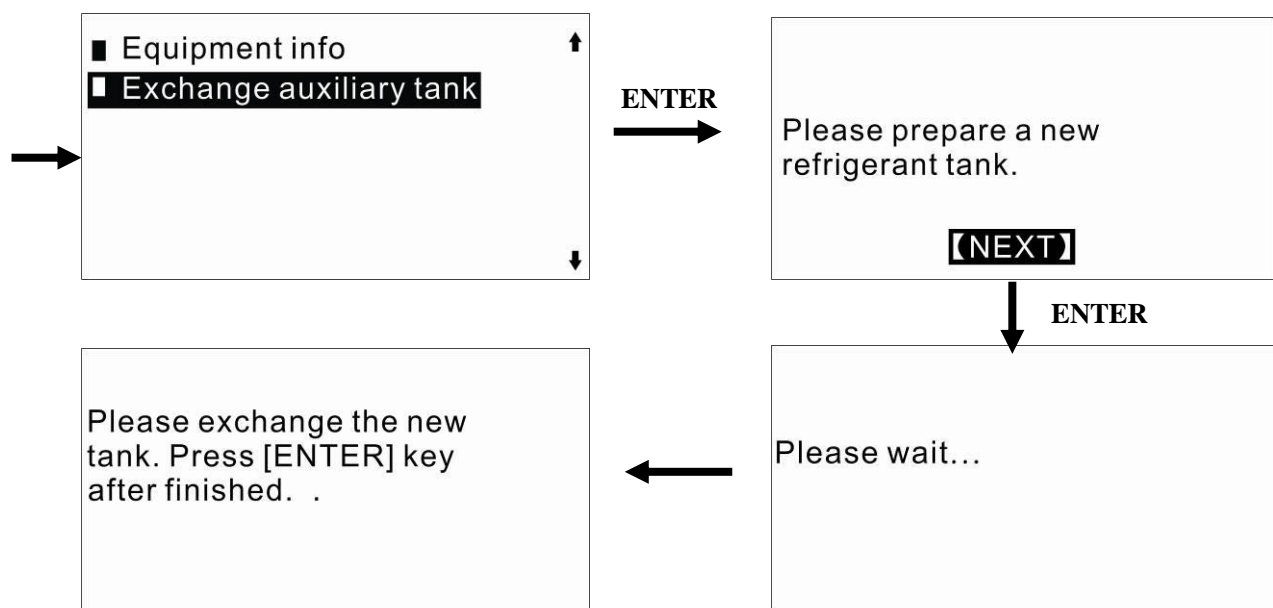 Equipment info
Exchange auxiliary tank
ENTER
Please prepare a new
refrigerant tank.
【NEXT】
ENTER
Please wait...
Please exchange the new
tank. Press [ENTER] key
after finished. .